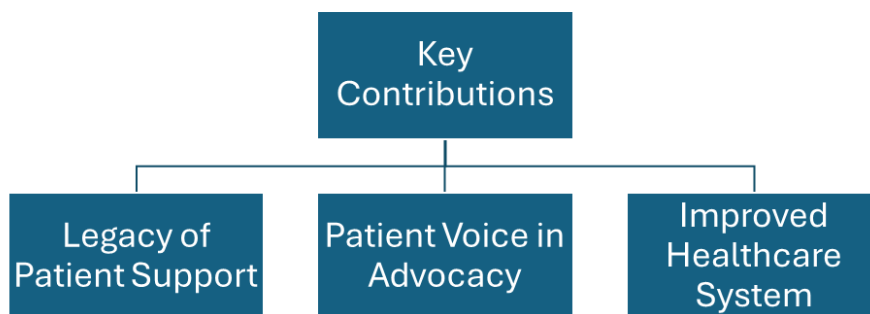 Key
Contributions
Legacy of
Patient Support
Patient Voice in
Advocacy
Improved
Healthcare
System